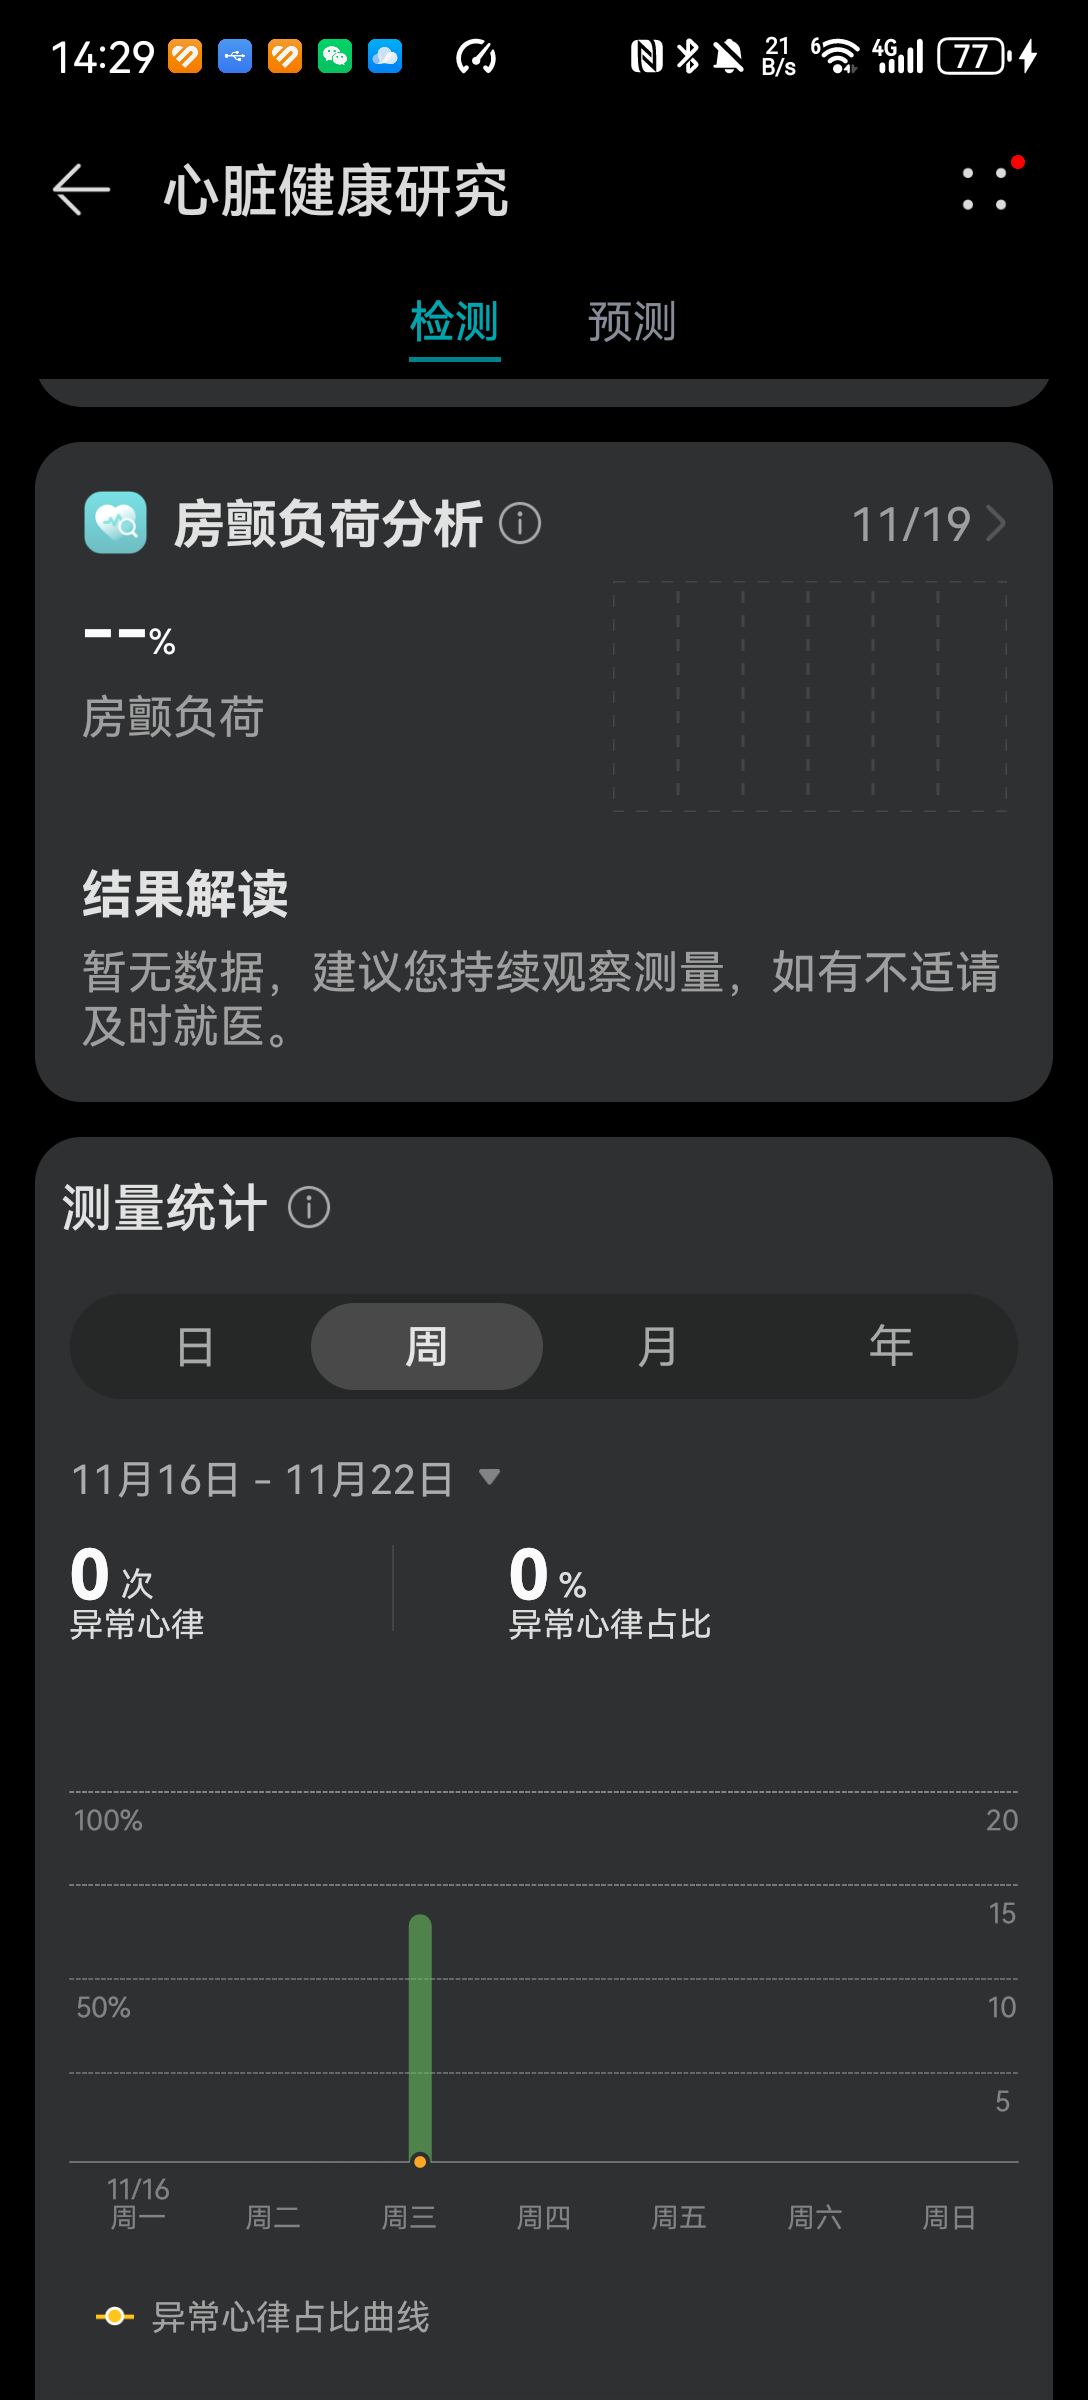 14:29
21 B/s
6
4G
77
心脏健康研究
检测
预测
房颤负荷分析
11/19
--%
房颤负荷
结果解读
暂无数据，建议您持续观察测量，如有不适请
及时就医。
测量统计
日 周 月 年
11月16日 - 11月22日
0 次
0 %
异常心律
异常心律占比
100%
20
15
50%
10
5
11/16
周一 周二 周三 周四 周五 周六 周日
异常心律占比曲线